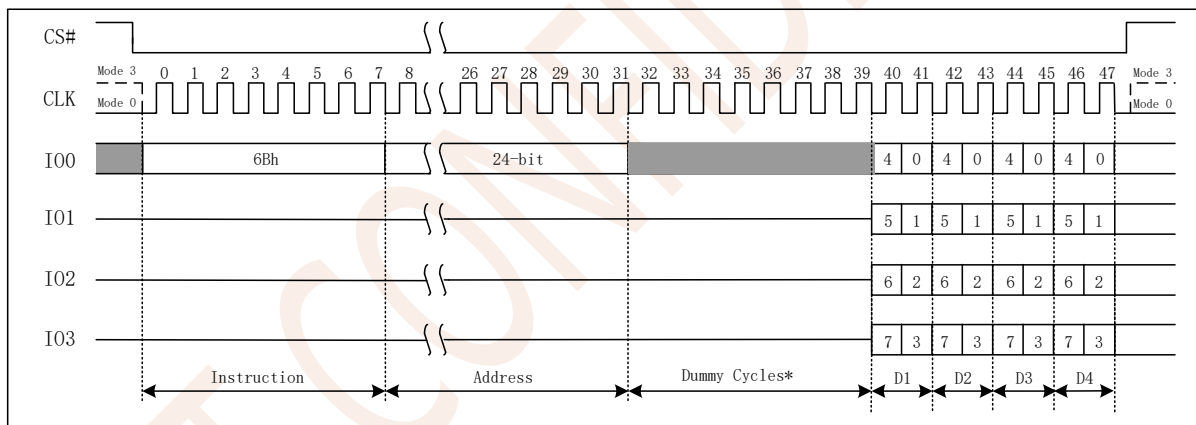 CS#
Mode 3 0 1 2 3 4 5 6 7 8 26 27 28 29 30 31 32 33 34 35 36 37 38 39 40 41 42 43 44 45 46 47 Mode 3
CLK
Mode 0 Mode 0
IO0 6Bh 24-bit 4 0 4 0 4 0 4 0
IO1 5 1 5 1 5 1 5 1
IO2 6 2 6 2 6 2 6 2
IO3 7 3 7 3 7 3 7 3
Instruction Address Dummy Cycles* D1 D2 D3 D4